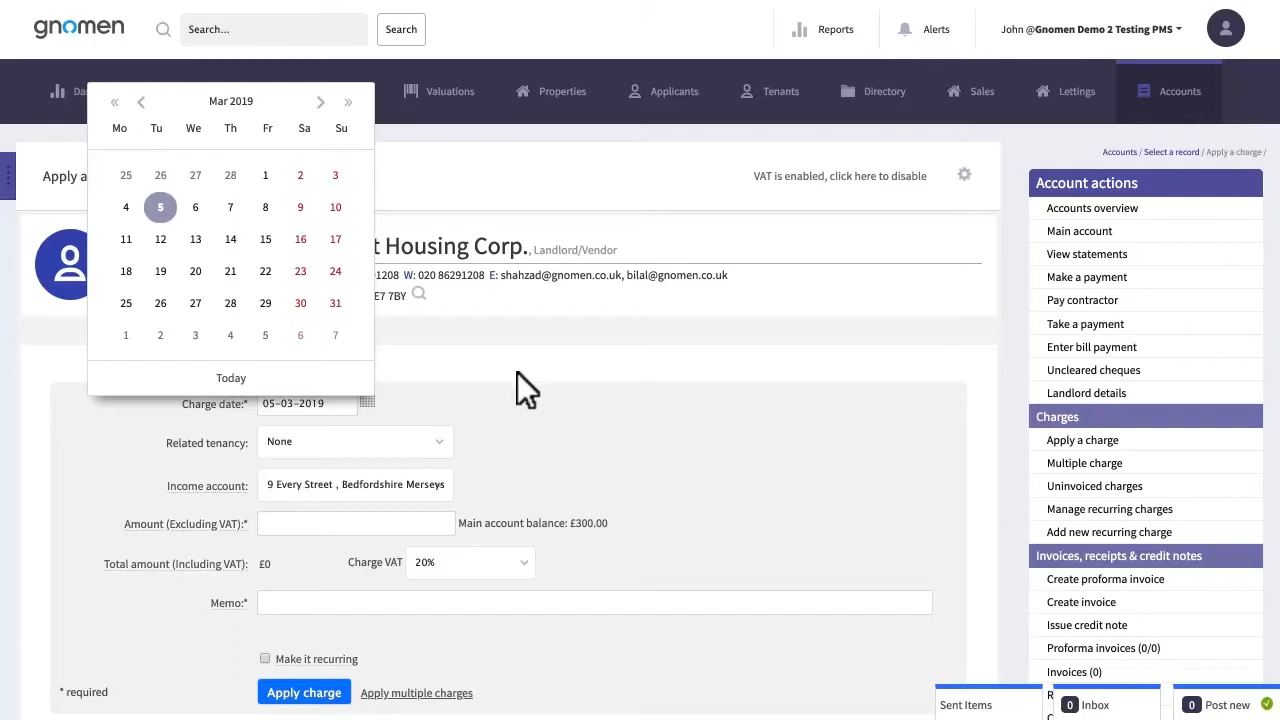 gnomen
Search...
Search
Reports
Alerts
John @Gnomen Demo 2 Testing PMS
Valuations
Properties
Applicants
Tenants
Directory
Sales
Lettings
Accounts
« Mar 2019 »
Mo Tu We Th Fr Sa Su
25 26 27 28 1 2 3
4 5 6 7 8 9 10
11 12 13 14 15 16 17
18 19 20 21 22 23 24
25 26 27 28 29 30 31
1 2 3 4 5 6 7
Today
Accounts / Select a record / Apply a charge /
Apply a
VAT is enabled, click here to disable
t Housing Corp., Landlord/Vendor
1208 W: 020 86291208 E: shahzad@gnomen.co.uk, bilal@gnomen.co.uk
E7 7BY
Charge date:* 05-03-2019
Related tenancy: None
Income account: 9 Every Street , Bedfordshire Merseys
Amount (Excluding VAT):* Main account balance: £300.00
Total amount (Including VAT): £0 Charge VAT 20%
Memo:*
Make it recurring
* required
Apply charge
Apply multiple charges
Account actions
Accounts overview
Main account
View statements
Make a payment
Pay contractor
Take a payment
Enter bill payment
Uncleared cheques
Landlord details
Charges
Apply a charge
Multiple charge
Uninvoiced charges
Manage recurring charges
Add new recurring charge
Invoices, receipts & credit notes
Create proforma invoice
Create invoice
Issue credit note
Proforma invoices (0/0)
Invoices (0)
Sent Items
0 Inbox
0 Post new